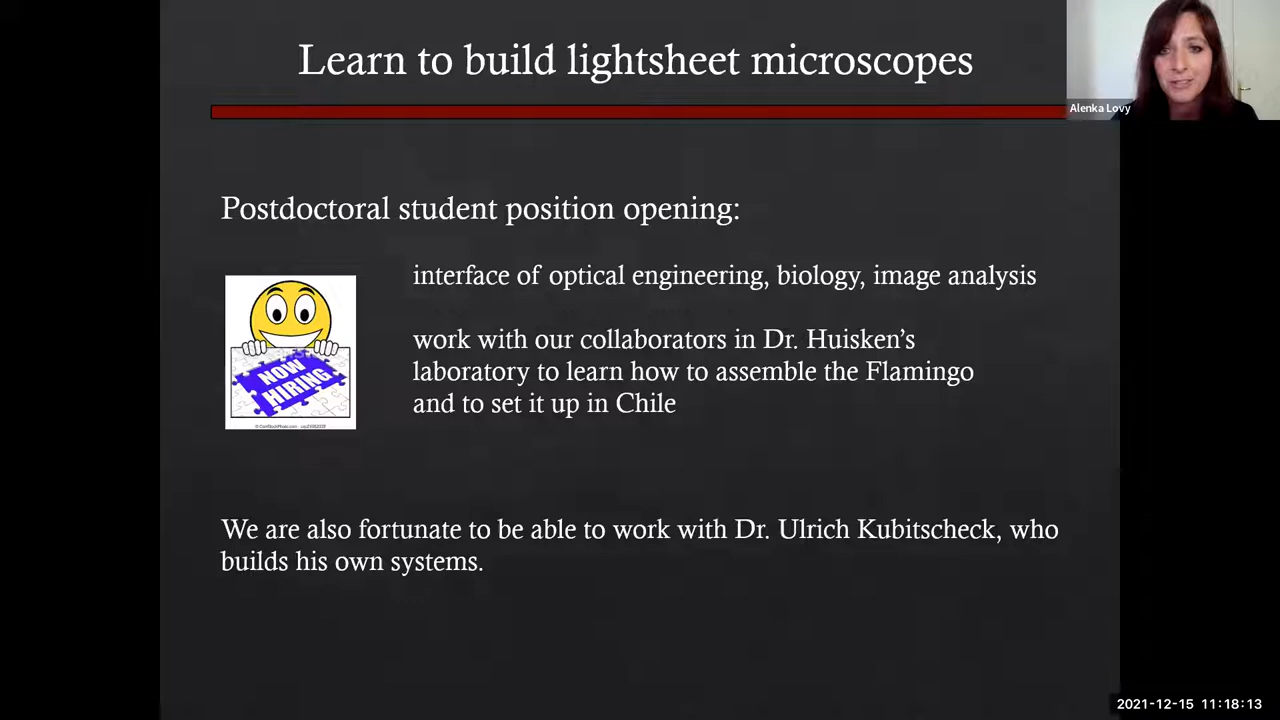 Learn to build lightsheet microscopes
Alenka Lovy
Postdoctoral student position opening:
interface of optical engineering, biology, image analysis
NOW
HIRING
work with our collaborators in Dr. Huisken's
laboratory to learn how to assemble the Flamingo
and to set it up in Chile
We are also fortunate to be able to work with Dr. Ulrich Kubitscheck, who
builds his own systems.
2021-12-15 11:18:13